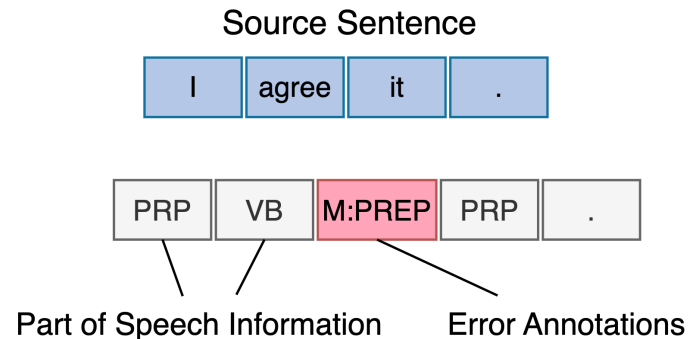 Source Sentence
I agree it .
PRP VB M:PREP PRP .
Part of Speech Information Error Annotations